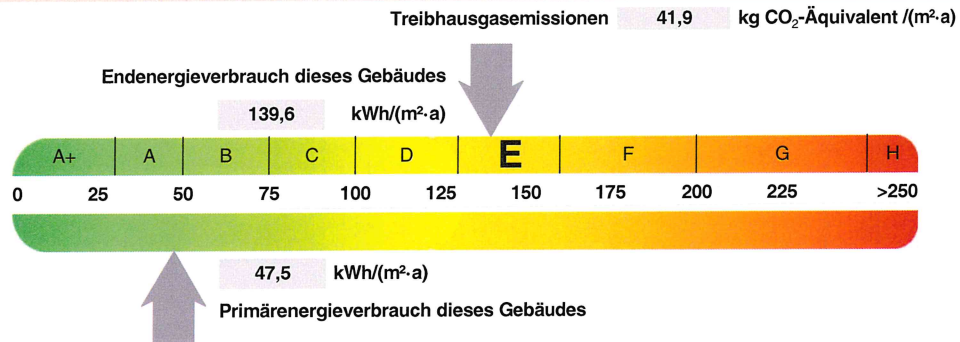 Treibhausgasemissionen 41,9 kg CO₂-Äquivalent /(m²·a)
Endenergieverbrauch dieses Gebäudes
139,6 kWh/(m²·a)
A+ A B C D E F G H
0 25 50 75 100 125 150 175 200 225 >250
47,5 kWh/(m²·a)
Primärenergieverbrauch dieses Gebäudes